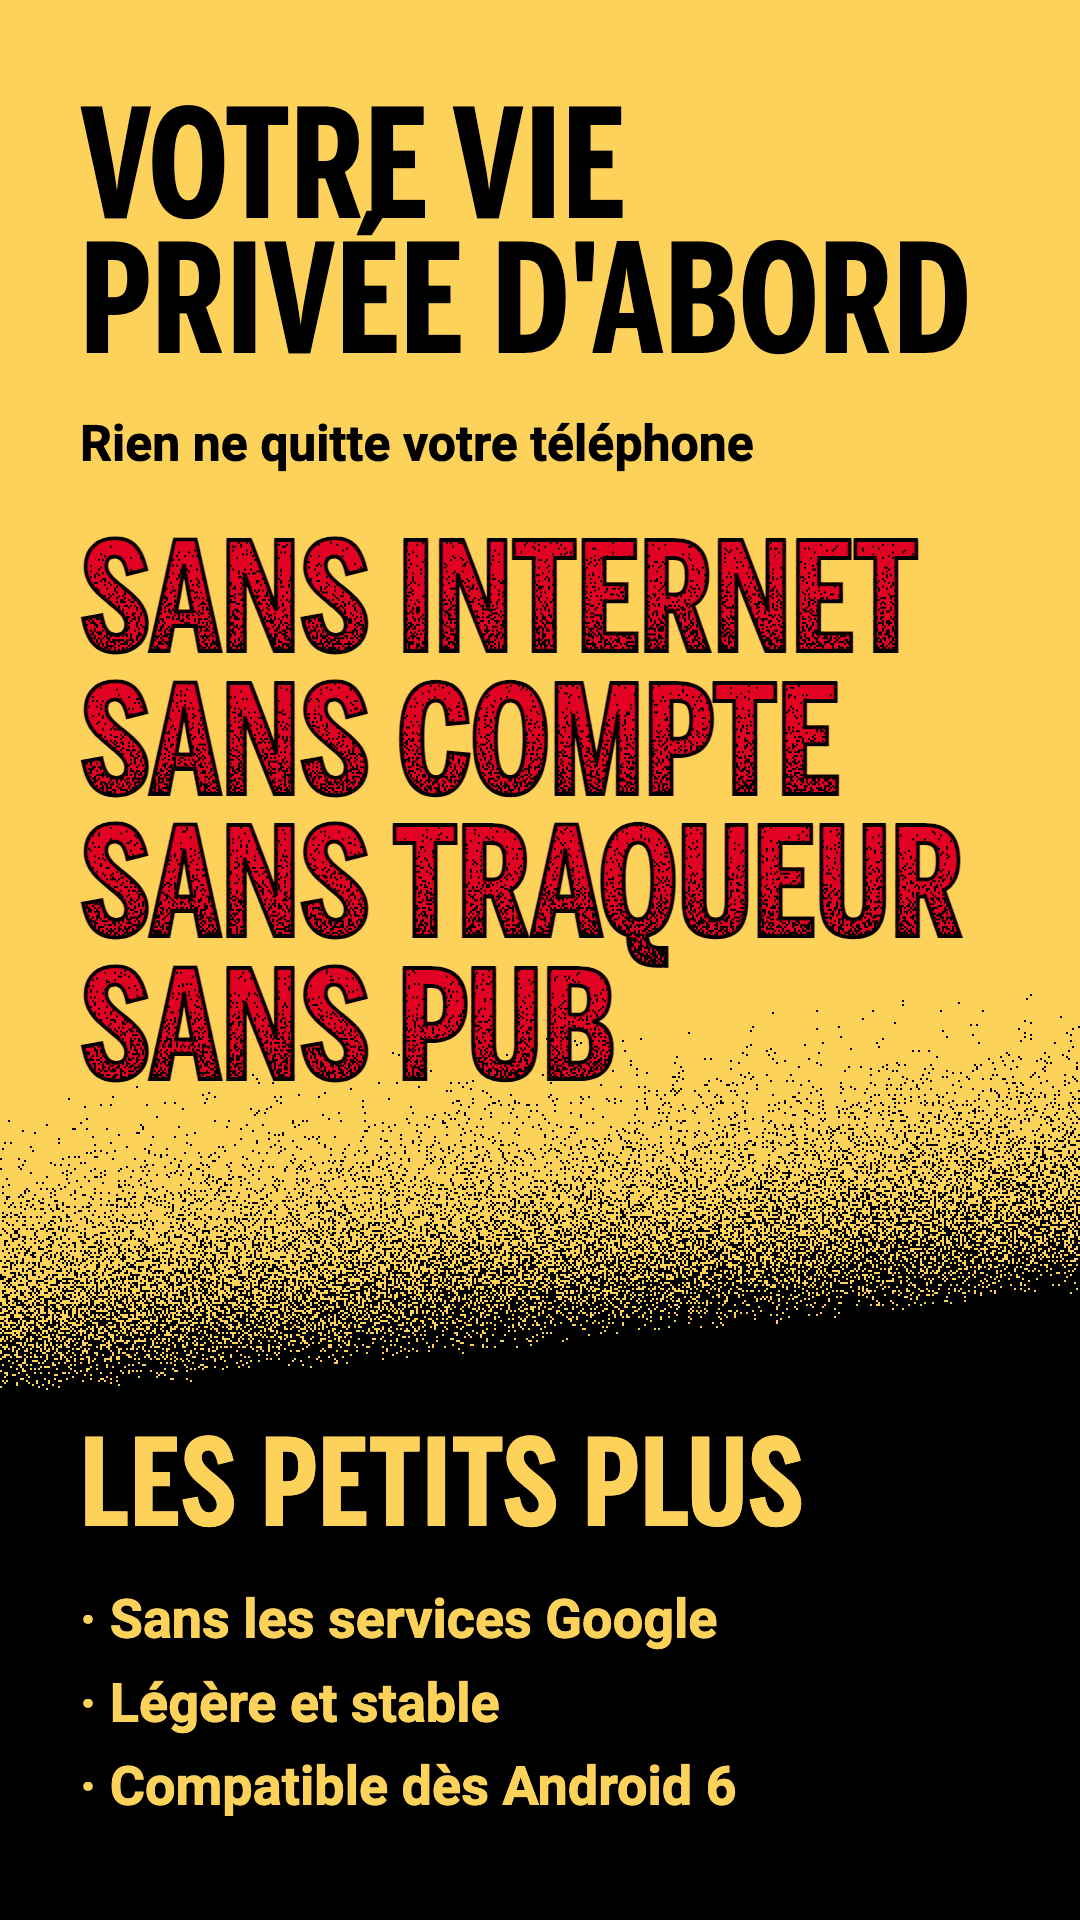 VOTRE VIE
PRIVÉE D'ABORD
Rien ne quitte votre téléphone
SANS INTERNET
SANS COMPTE
SANS TRAQUEUR
SANS PUB
LES PETITS PLUS
· Sans les services Google
· Légère et stable
· Compatible dès Android 6